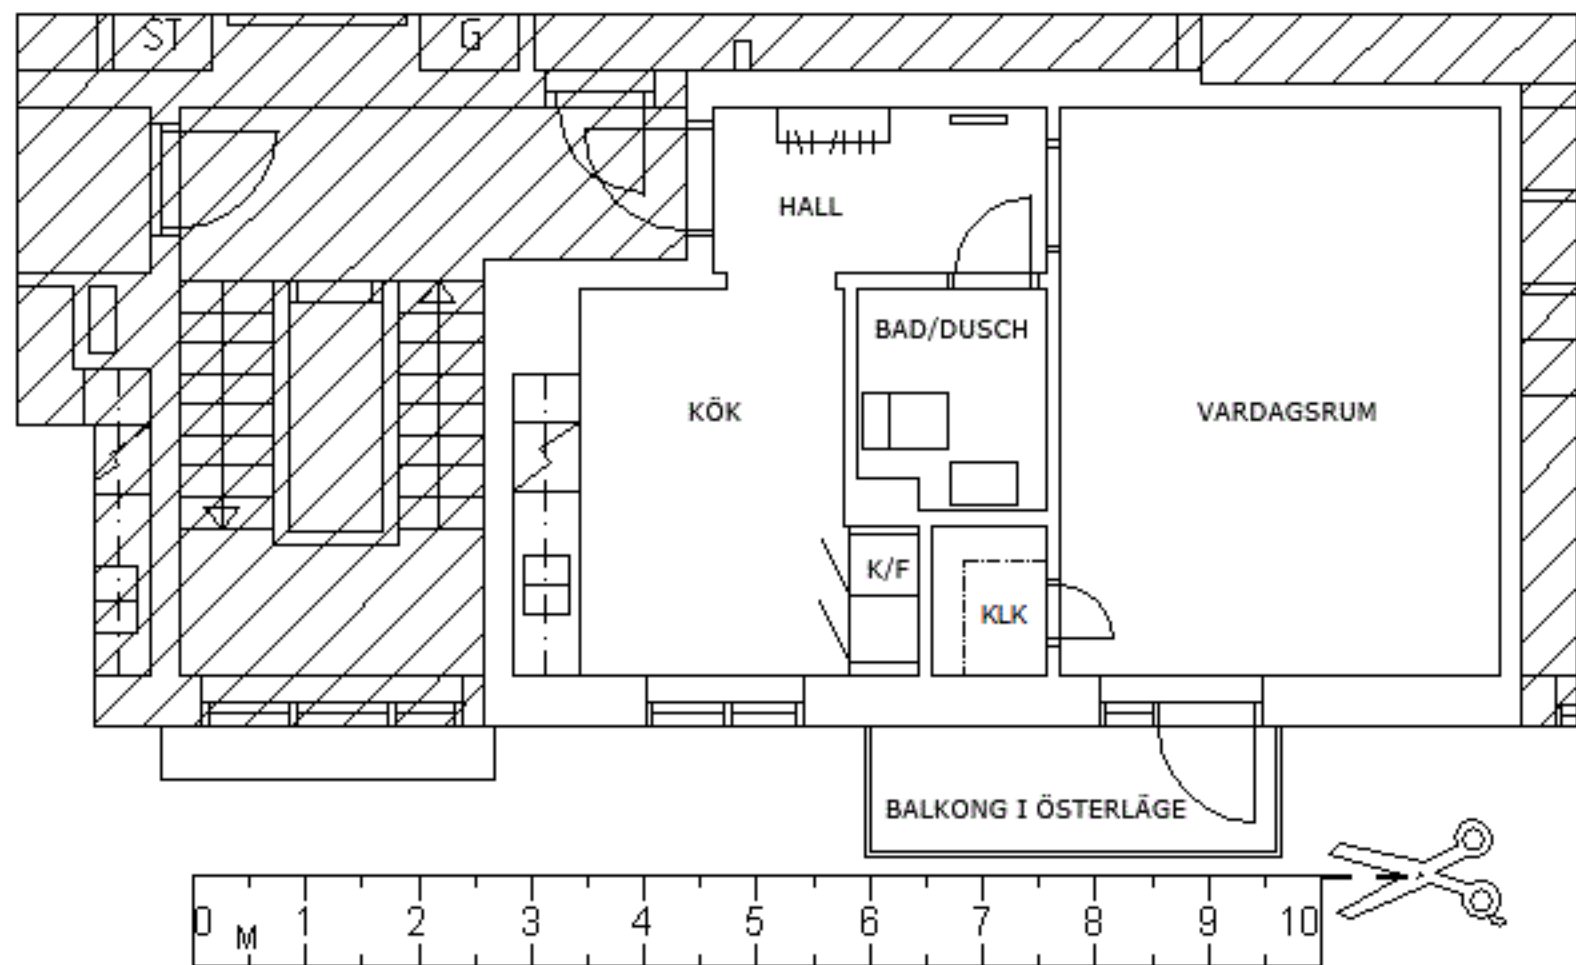 ST
G
HALL
BAD/DUSCH
KÖK
VARDAGSRUM
K/F
KLK
BALKONG I ÖSTERLÄGE
0 M 1 2 3 4 5 6 7 8 9 10